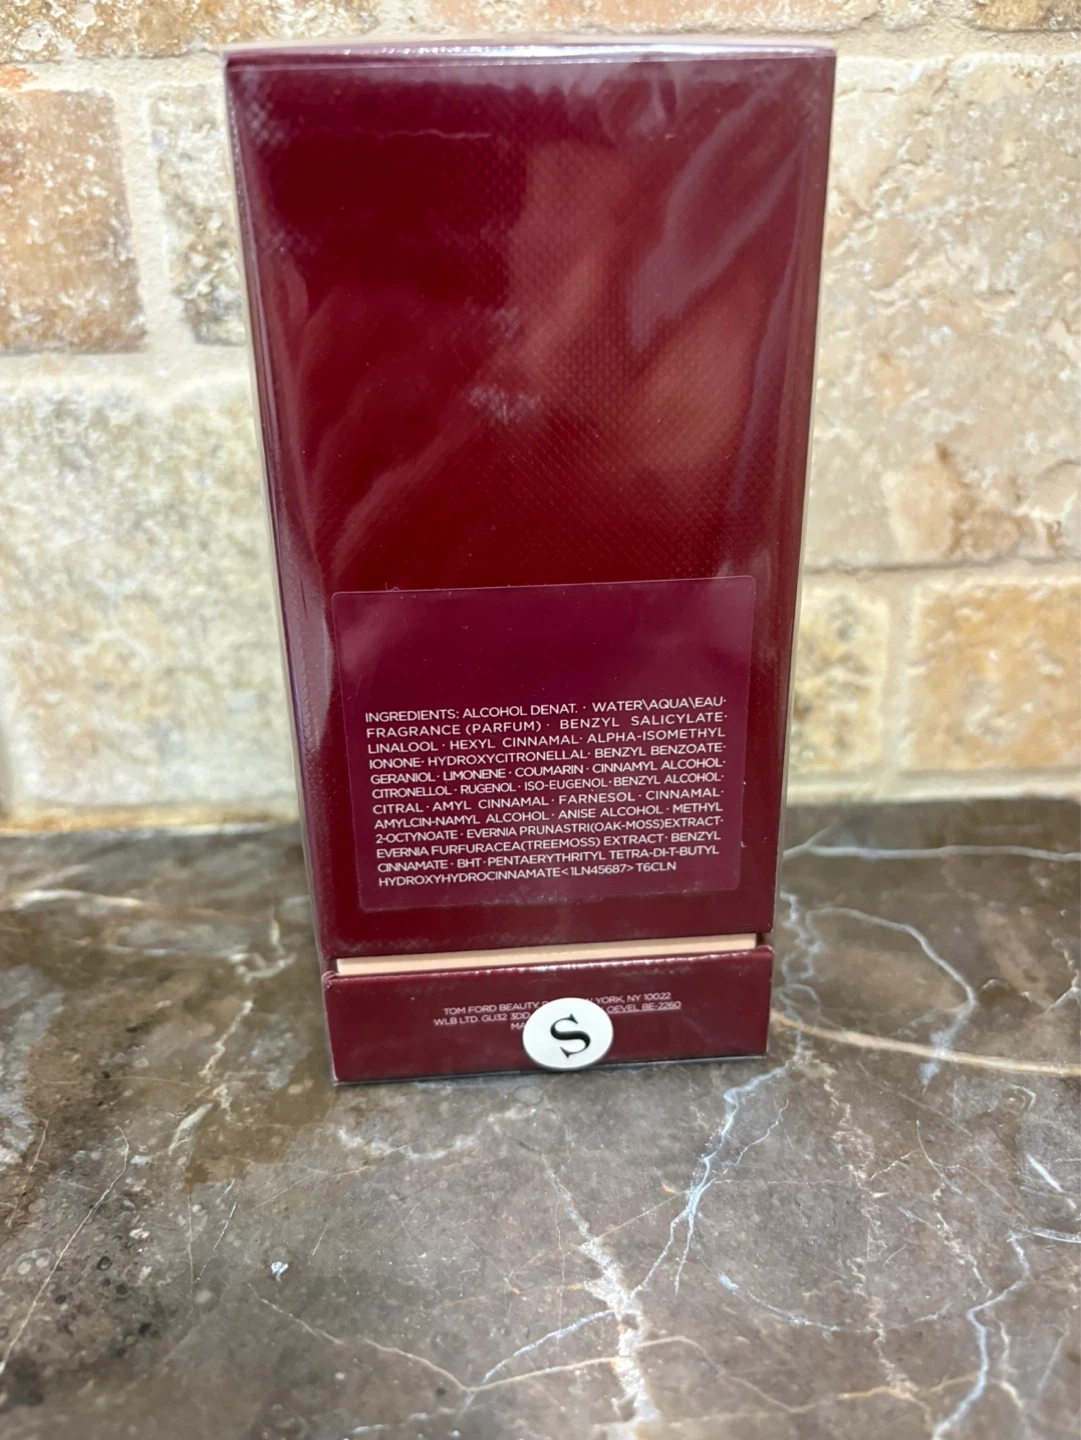 INGREDIENTS: ALCOHOL DENAT. · WATER\AQUA\EAU·
FRAGRANCE (PARFUM) · BENZYL SALICYLATE·
LINALOOL · HEXYL CINNAMAL· ALPHA-ISOMETHYL
IONONE· HYDROXYCITRONELLAL· BENZYL BENZOATE·
GERANIOL· LIMONENE· COUMARIN· CINNAMYL ALCOHOL·
CITRONELLOL · RUGENOL· ISO-EUGENOL·BENZYL ALCOHOL·
CITRAL· AMYL CINNAMAL· FARNESOL · CINNAMAL·
AMYLCIN-NAMYL ALCOHOL · ANISE ALCOHOL · METHYL
2-OCTYNOATE· EVERNIA PRUNASTRI(OAK-MOSS)EXTRACT·
EVERNIA FURFURACEA(TREEMOSS) EXTRACT· BENZYL
CINNAMATE· BHT·PENTAERYTHRITYL TETRA-DI-T-BUTYL
HYDROXYHYDROCINNAMATE<1LN45687> T6CLN
TOM FORD BEAUTY YORK, NY 10022
WLB LTD. GU32 3DD OEVEL BE-2260
S